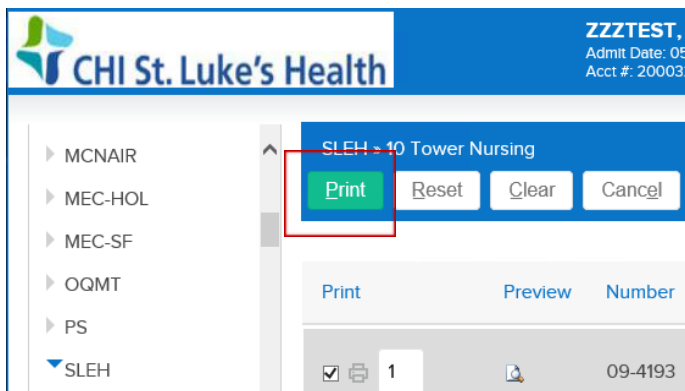 CHI St. Luke's Health
ZZZTEST,
Admit Date: 05
Acct #: 20003
MCNAIR
MEC-HOL
MEC-SF
OQMT
PS
SLEH
SLEH » 10 Tower Nursing
Print Reset Clear Cancel
Print Preview Number
1 09-4193